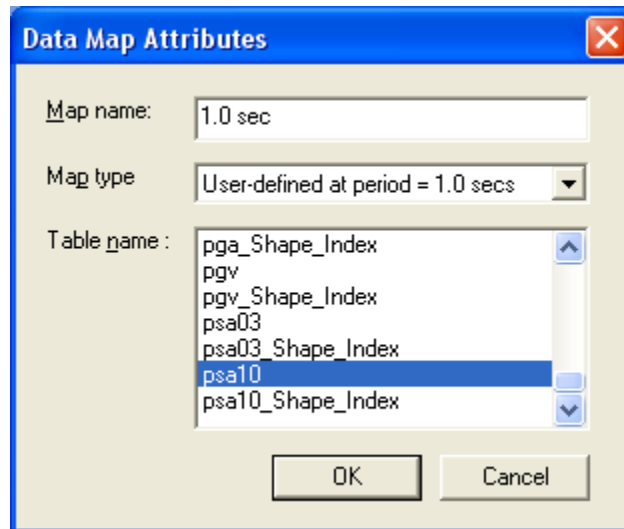 Data Map Attributes
Map name:
1.0 sec
Map type
User-defined at period = 1.0 secs
Table name :
pga_Shape_Index
pgv
pgv_Shape_Index
psa03
psa03_Shape_Index
psa10
psa10_Shape_Index
OK
Cancel